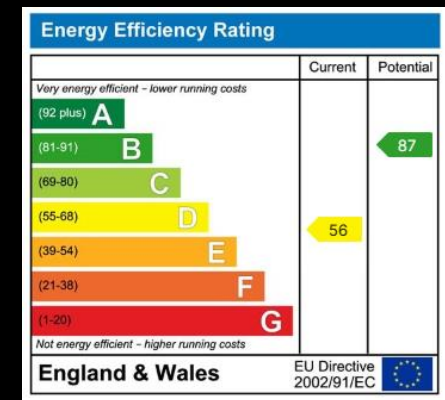 Energy Efficiency Rating
Current Potential
Very energy efficient - lower running costs
(92 plus) A
(81-91) B
87
(69-80) C
(55-68) D
56
(39-54) E
(21-38) F
(1-20) G
Not energy efficient - higher running costs
England & Wales
EU Directive
2002/91/EC